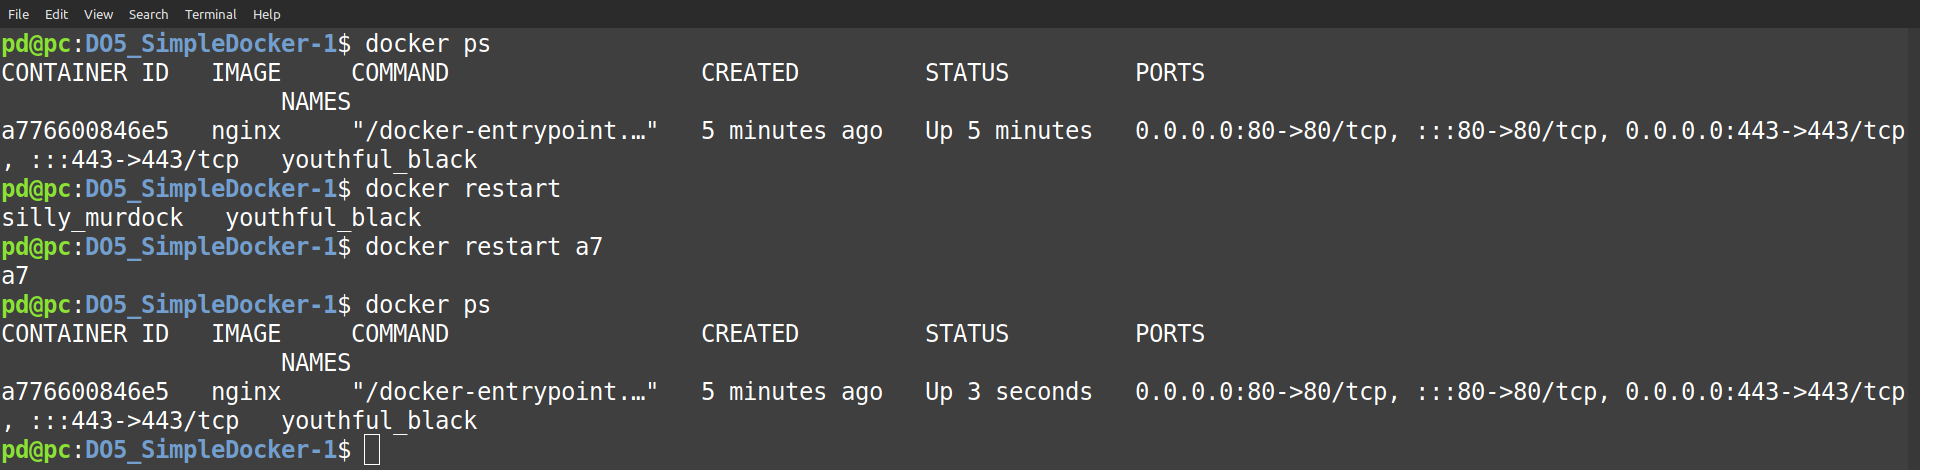 File Edit View Search Terminal Help
pd@pc:DO5_SimpleDocker-1$ docker ps
CONTAINER ID   IMAGE     COMMAND                  CREATED         STATUS         PORTS
                    NAMES
a776600846e5   nginx     "/docker-entrypoint.…"   5 minutes ago   Up 5 minutes   0.0.0.0:80->80/tcp, :::80->80/tcp, 0.0.0.0:443->443/tcp
, :::443->443/tcp   youthful_black
pd@pc:DO5_SimpleDocker-1$ docker restart
silly_murdock   youthful_black
pd@pc:DO5_SimpleDocker-1$ docker restart a7
a7
pd@pc:DO5_SimpleDocker-1$ docker ps
CONTAINER ID   IMAGE     COMMAND                  CREATED         STATUS         PORTS
                    NAMES
a776600846e5   nginx     "/docker-entrypoint.…"   5 minutes ago   Up 3 seconds   0.0.0.0:80->80/tcp, :::80->80/tcp, 0.0.0.0:443->443/tcp
, :::443->443/tcp   youthful_black
pd@pc:DO5_SimpleDocker-1$